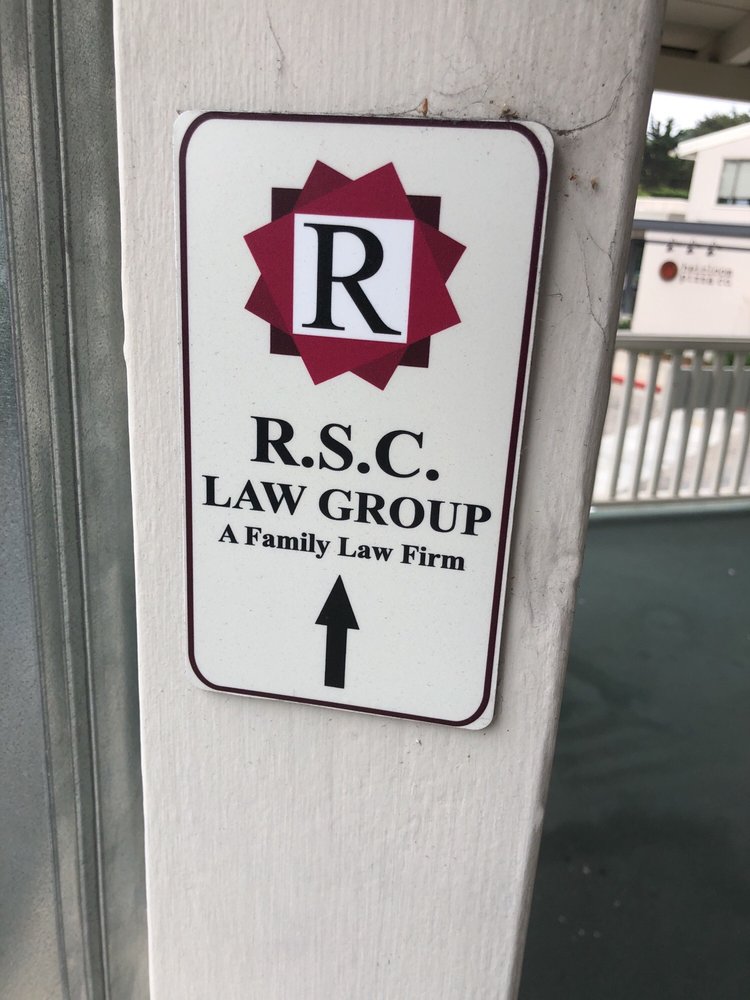 R
R.S.C.
LAW GROUP
A Family Law Firm